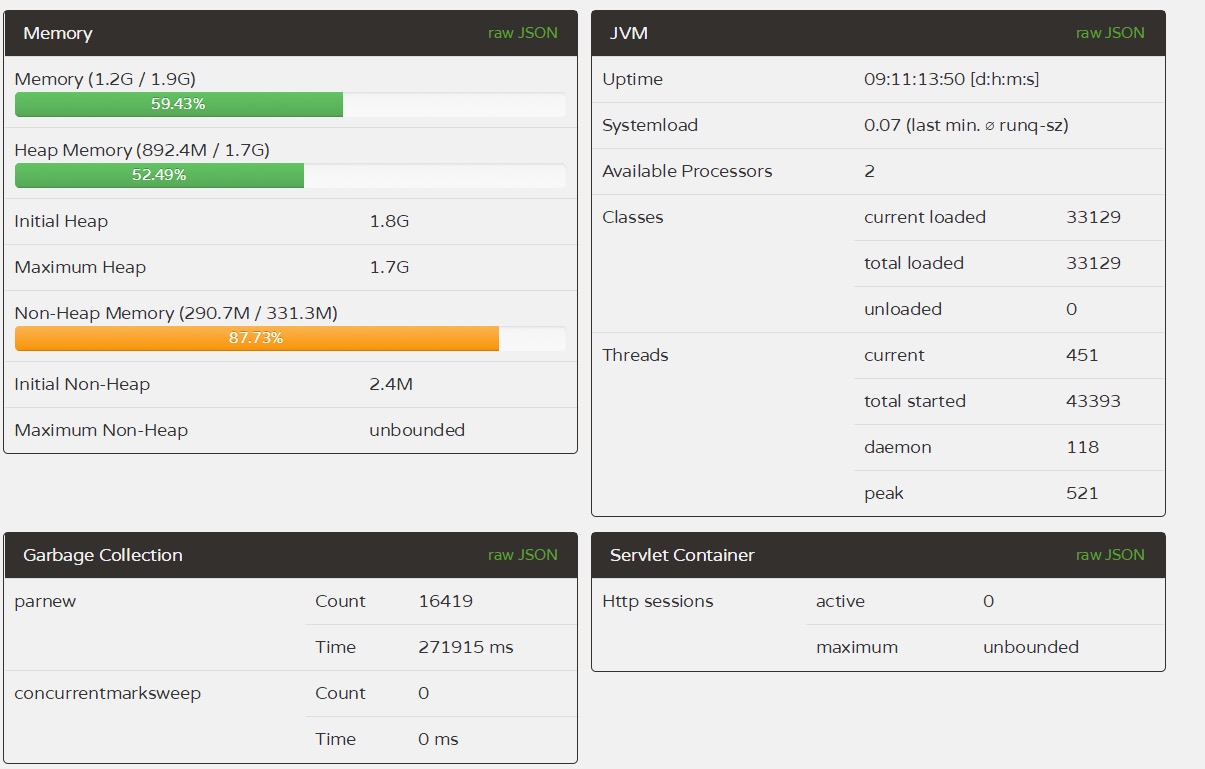 Memory raw JSON
Memory (1.2G / 1.9G)
59.43%
Heap Memory (892.4M / 1.7G)
52.49%
Initial Heap 1.8G
Maximum Heap 1.7G
Non-Heap Memory (290.7M / 331.3M)
87.73%
Initial Non-Heap 2.4M
Maximum Non-Heap unbounded
JVM raw JSON
Uptime 09:11:13:50 [d:h:m:s]
Systemload 0.07 (last min. ⌀ runq-sz)
Available Processors 2
Classes current loaded 33129
total loaded 33129
unloaded 0
Threads current 451
total started 43393
daemon 118
peak 521
Garbage Collection raw JSON
parnew Count 16419
Time 271915 ms
concurrentmarksweep Count 0
Time 0 ms
Servlet Container raw JSON
Http sessions active 0
maximum unbounded